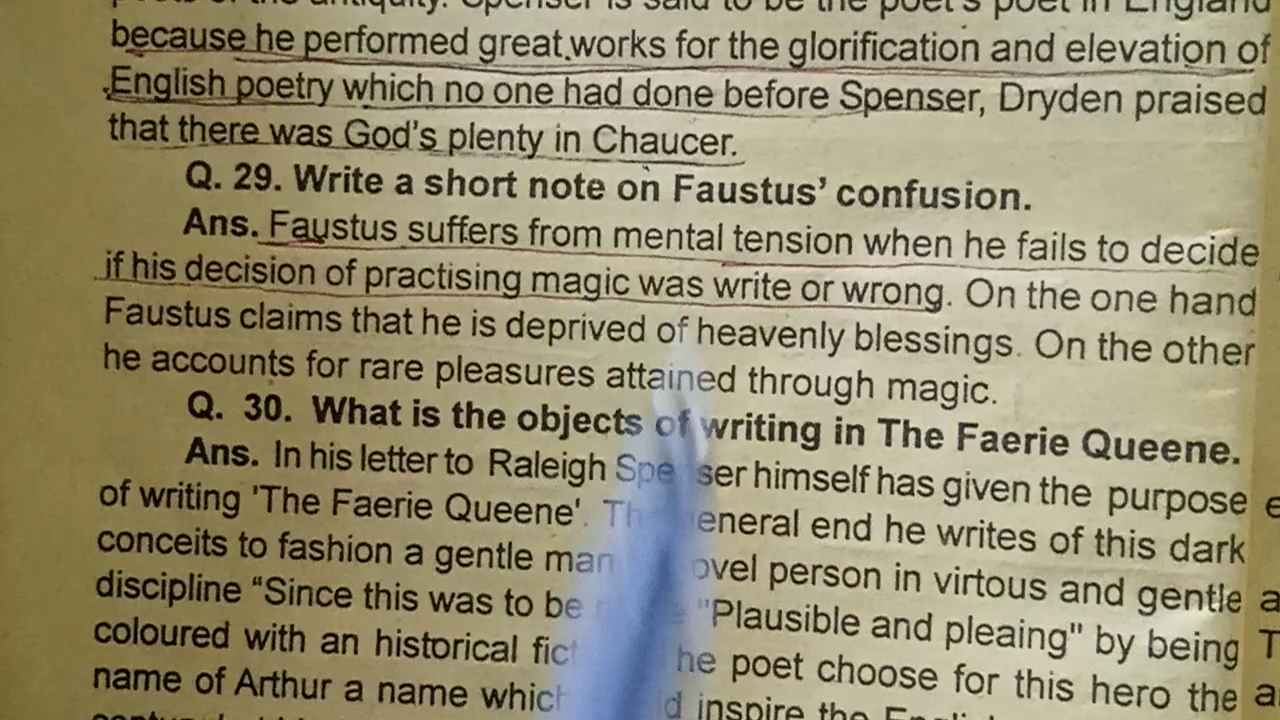 because he performed great works for the glorification and elevation of
English poetry which no one had done before Spenser, Dryden praised
that there was God's plenty in Chaucer.
Q. 29. Write a short note on Faustus' confusion.
Ans. Faustus suffers from mental tension when he fails to decide
if his decision of practising magic was write or wrong. On the one hand
Faustus claims that he is deprived of heavenly blessings. On the other
he accounts for rare pleasures attained through magic.
Q. 30. What is the objects of writing in The Faerie Queene.
Ans. In his letter to Raleigh Spenser himself has given the purpose
of writing 'The Faerie Queene'. general end he writes of this dark
conceits to fashion a gentle man person in virtous and gentle
discipline “Since this was to be "Plausible and pleaing" by being
coloured with an historical he poet choose for this hero the
name of Arthur a name which inspire the